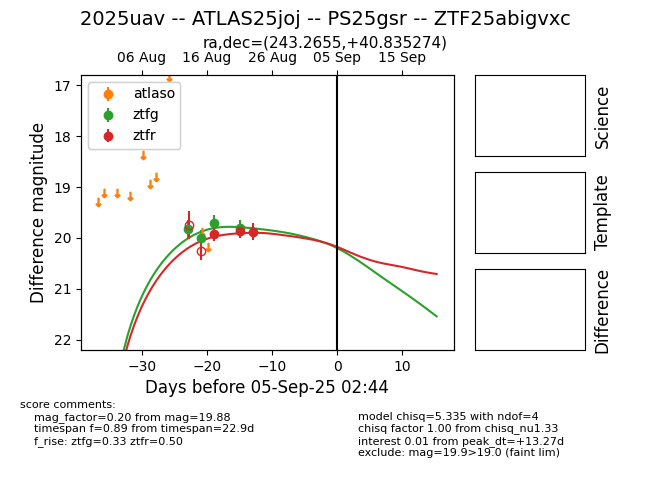 2025uav -- ATLAS25joj -- PS25gsr -- ZTF25abigvxc
ra,dec=(243.2655,+40.835274)
06 Aug 16 Aug 26 Aug 05 Sep 15 Sep
17
18
19
20
21
22
Difference magnitude
atlaso
ztfg
ztfr
−30 −20 −10 0 10
Days before 05-Sep-25 02:44
Science
Template
Difference
score comments:
mag_factor=0.20 from mag=19.88
timespan f=0.89 from timespan=22.9d
f_rise: ztfg=0.33 ztfr=0.50
model chisq=5.335 with ndof=4
chisq factor 1.00 from chisq_nu1.33
interest 0.01 from peak_dt=+13.27d
exclude: mag=19.9>19.0 (faint lim)